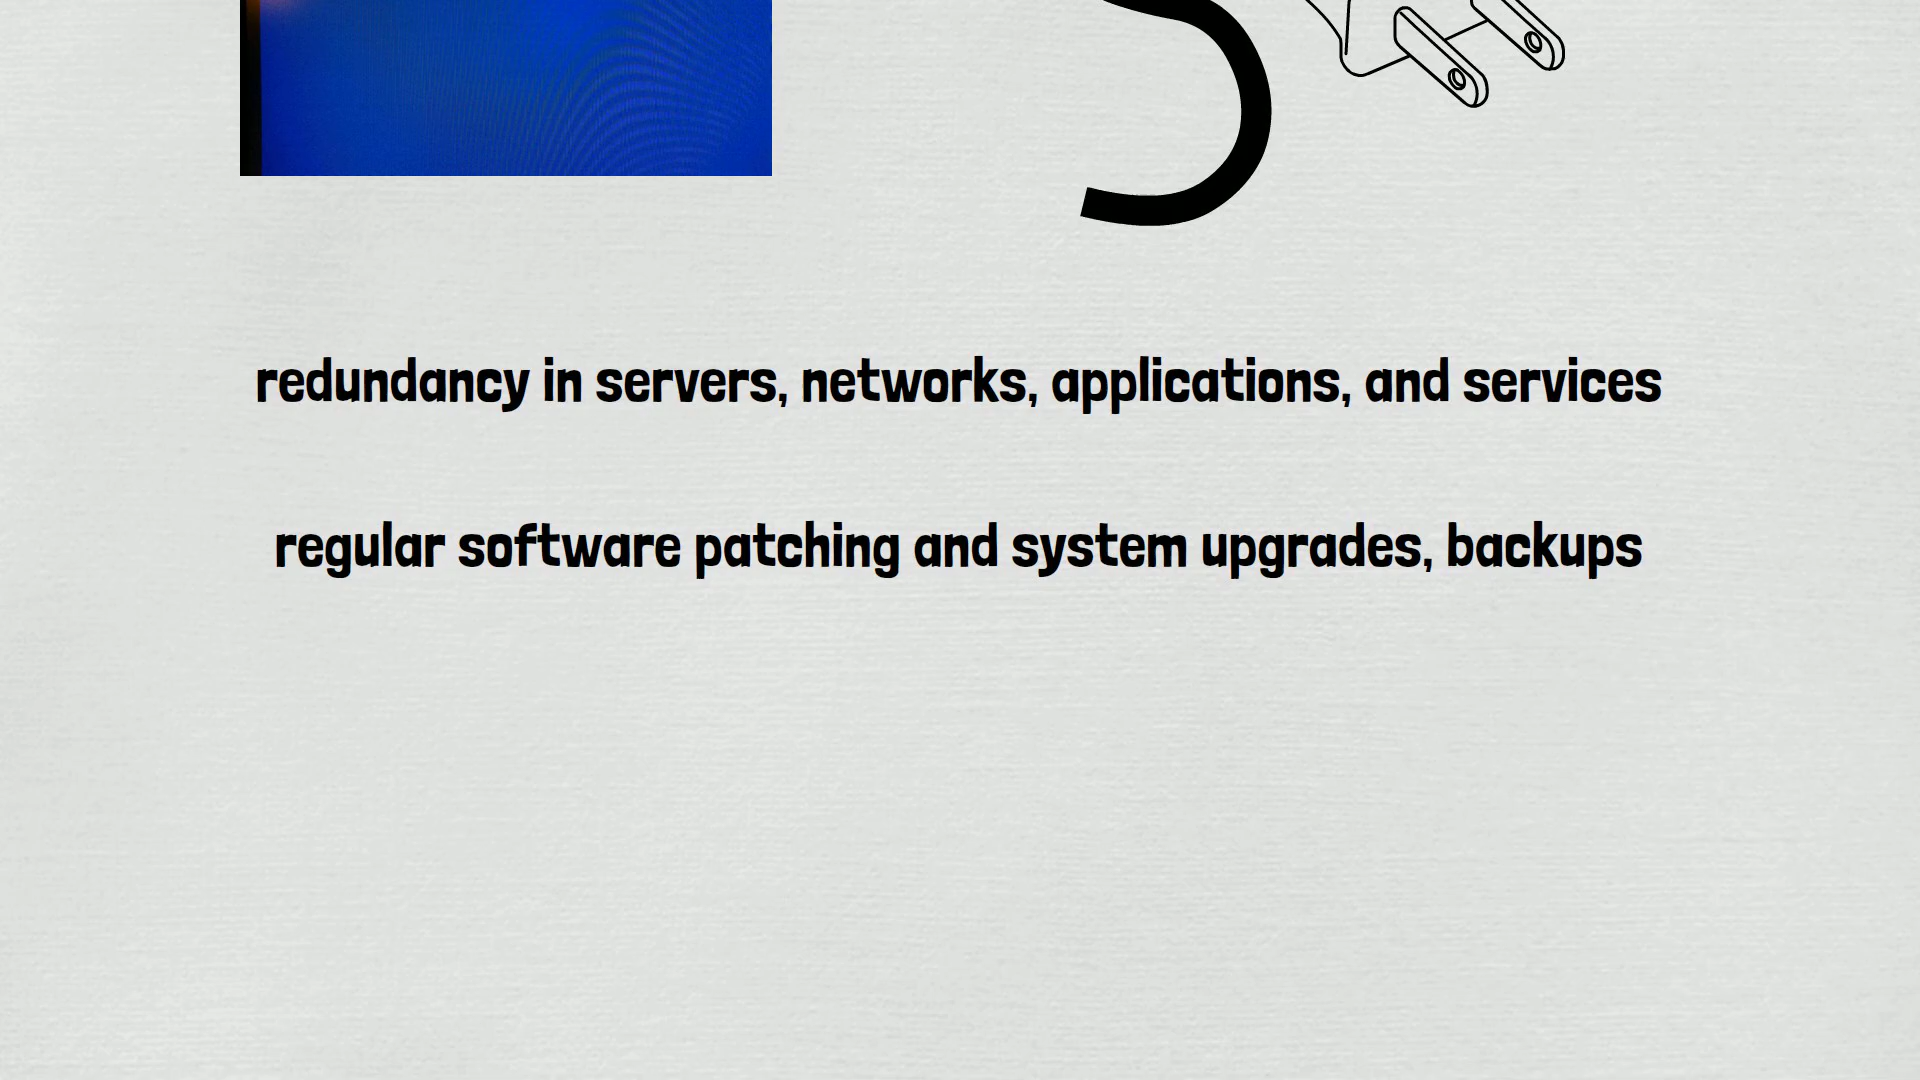 redundancy in servers, networks, applications, and services
regular software patching and system upgrades, backups